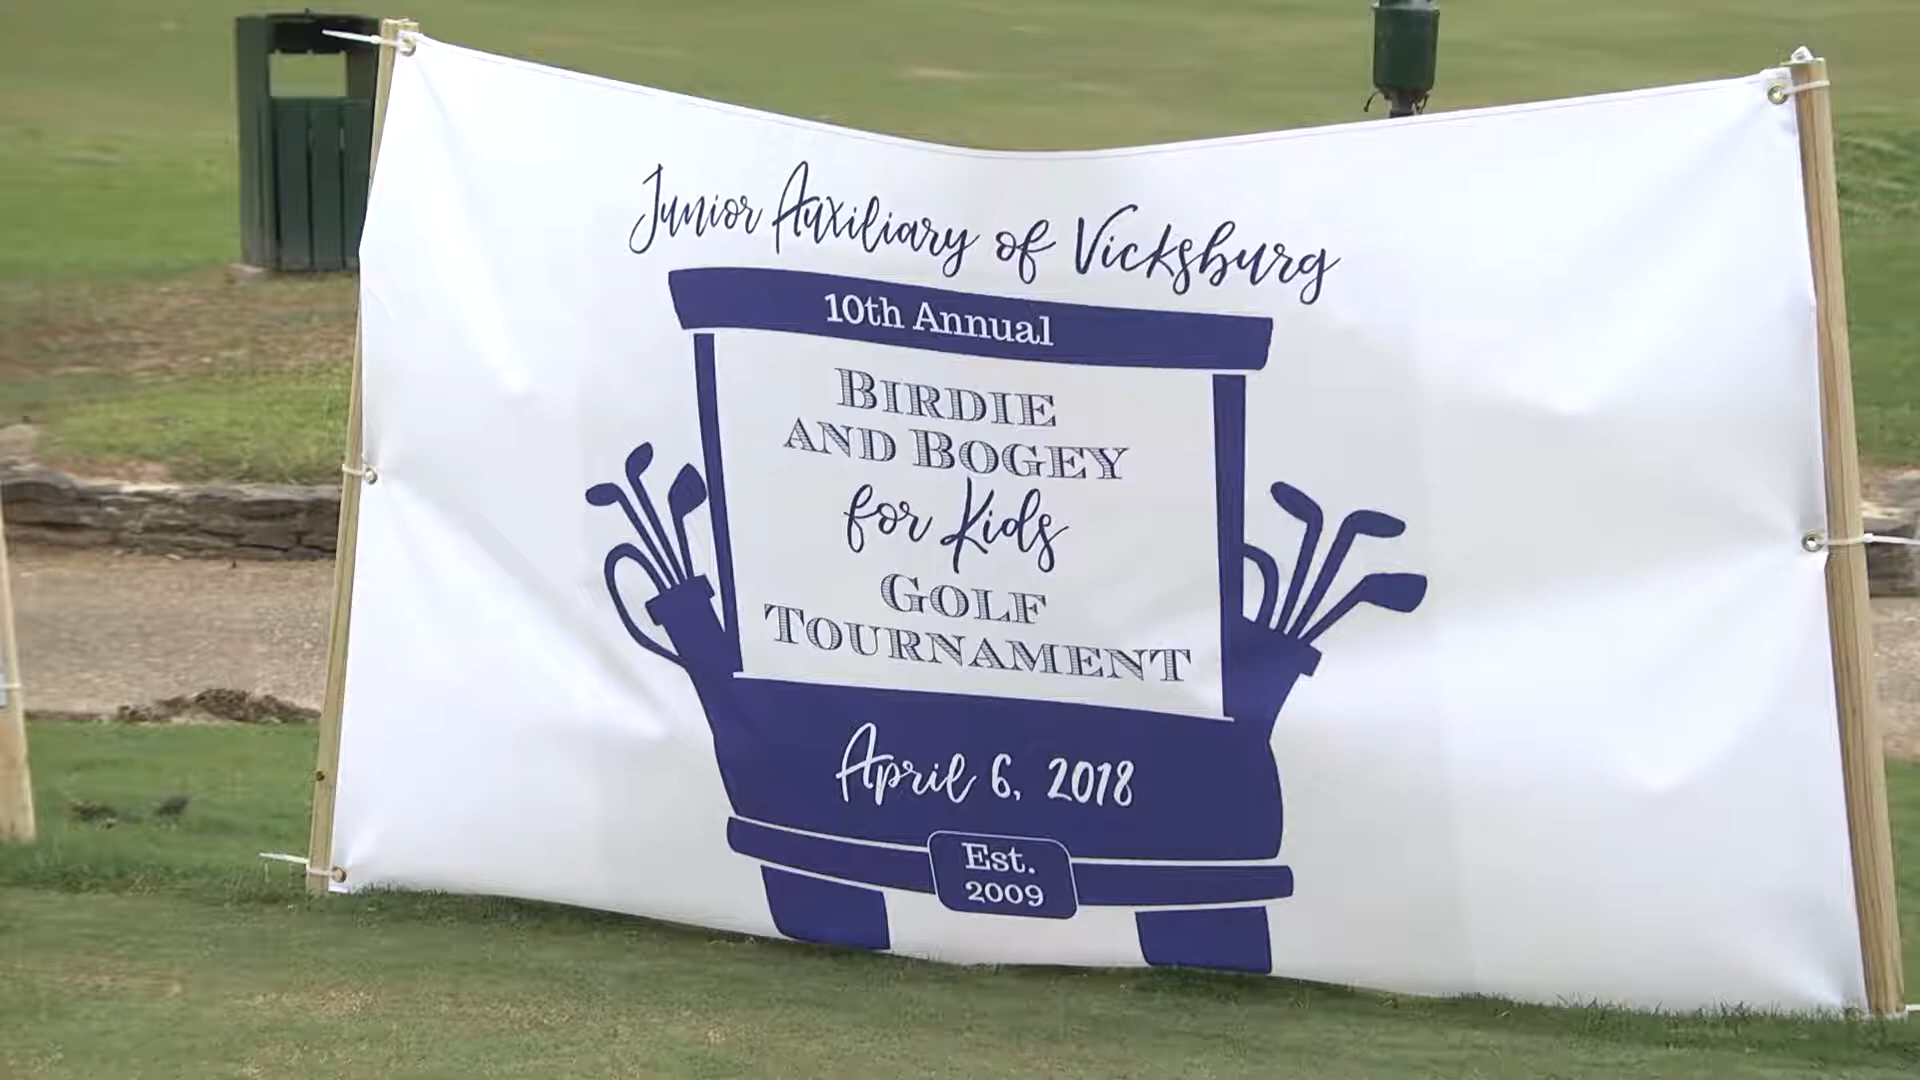 Junior Auxiliary of Vicksburg
10th Annual
BIRDIE
AND BOGEY
for Kids
GOLF
TOURNAMENT
April 6, 2018
Est.
2009